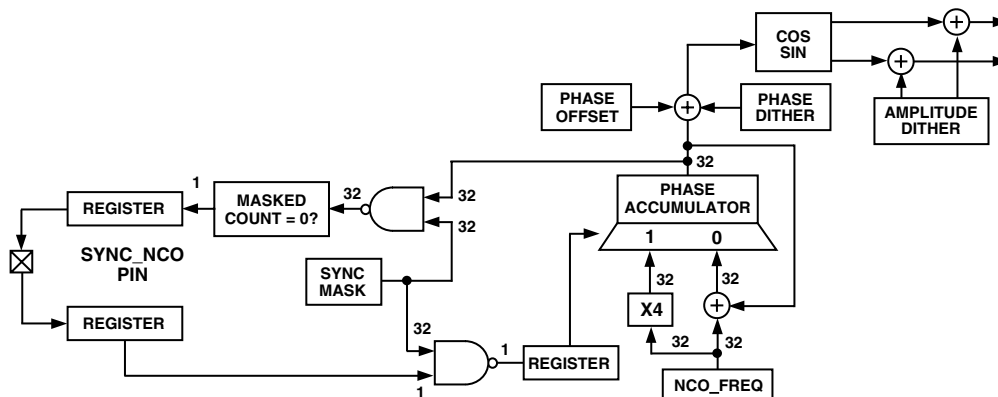 COS
SIN
PHASE
OFFSET
PHASE
DITHER
AMPLITUDE
DITHER
32
32
1
32
REGISTER
MASKED
COUNT = 0?
PHASE
ACCUMULATOR
32
1
0
SYNC_NCO
PIN
SYNC
MASK
32
32
X4
REGISTER
32
1
32
32
REGISTER
1
NCO_FREQ